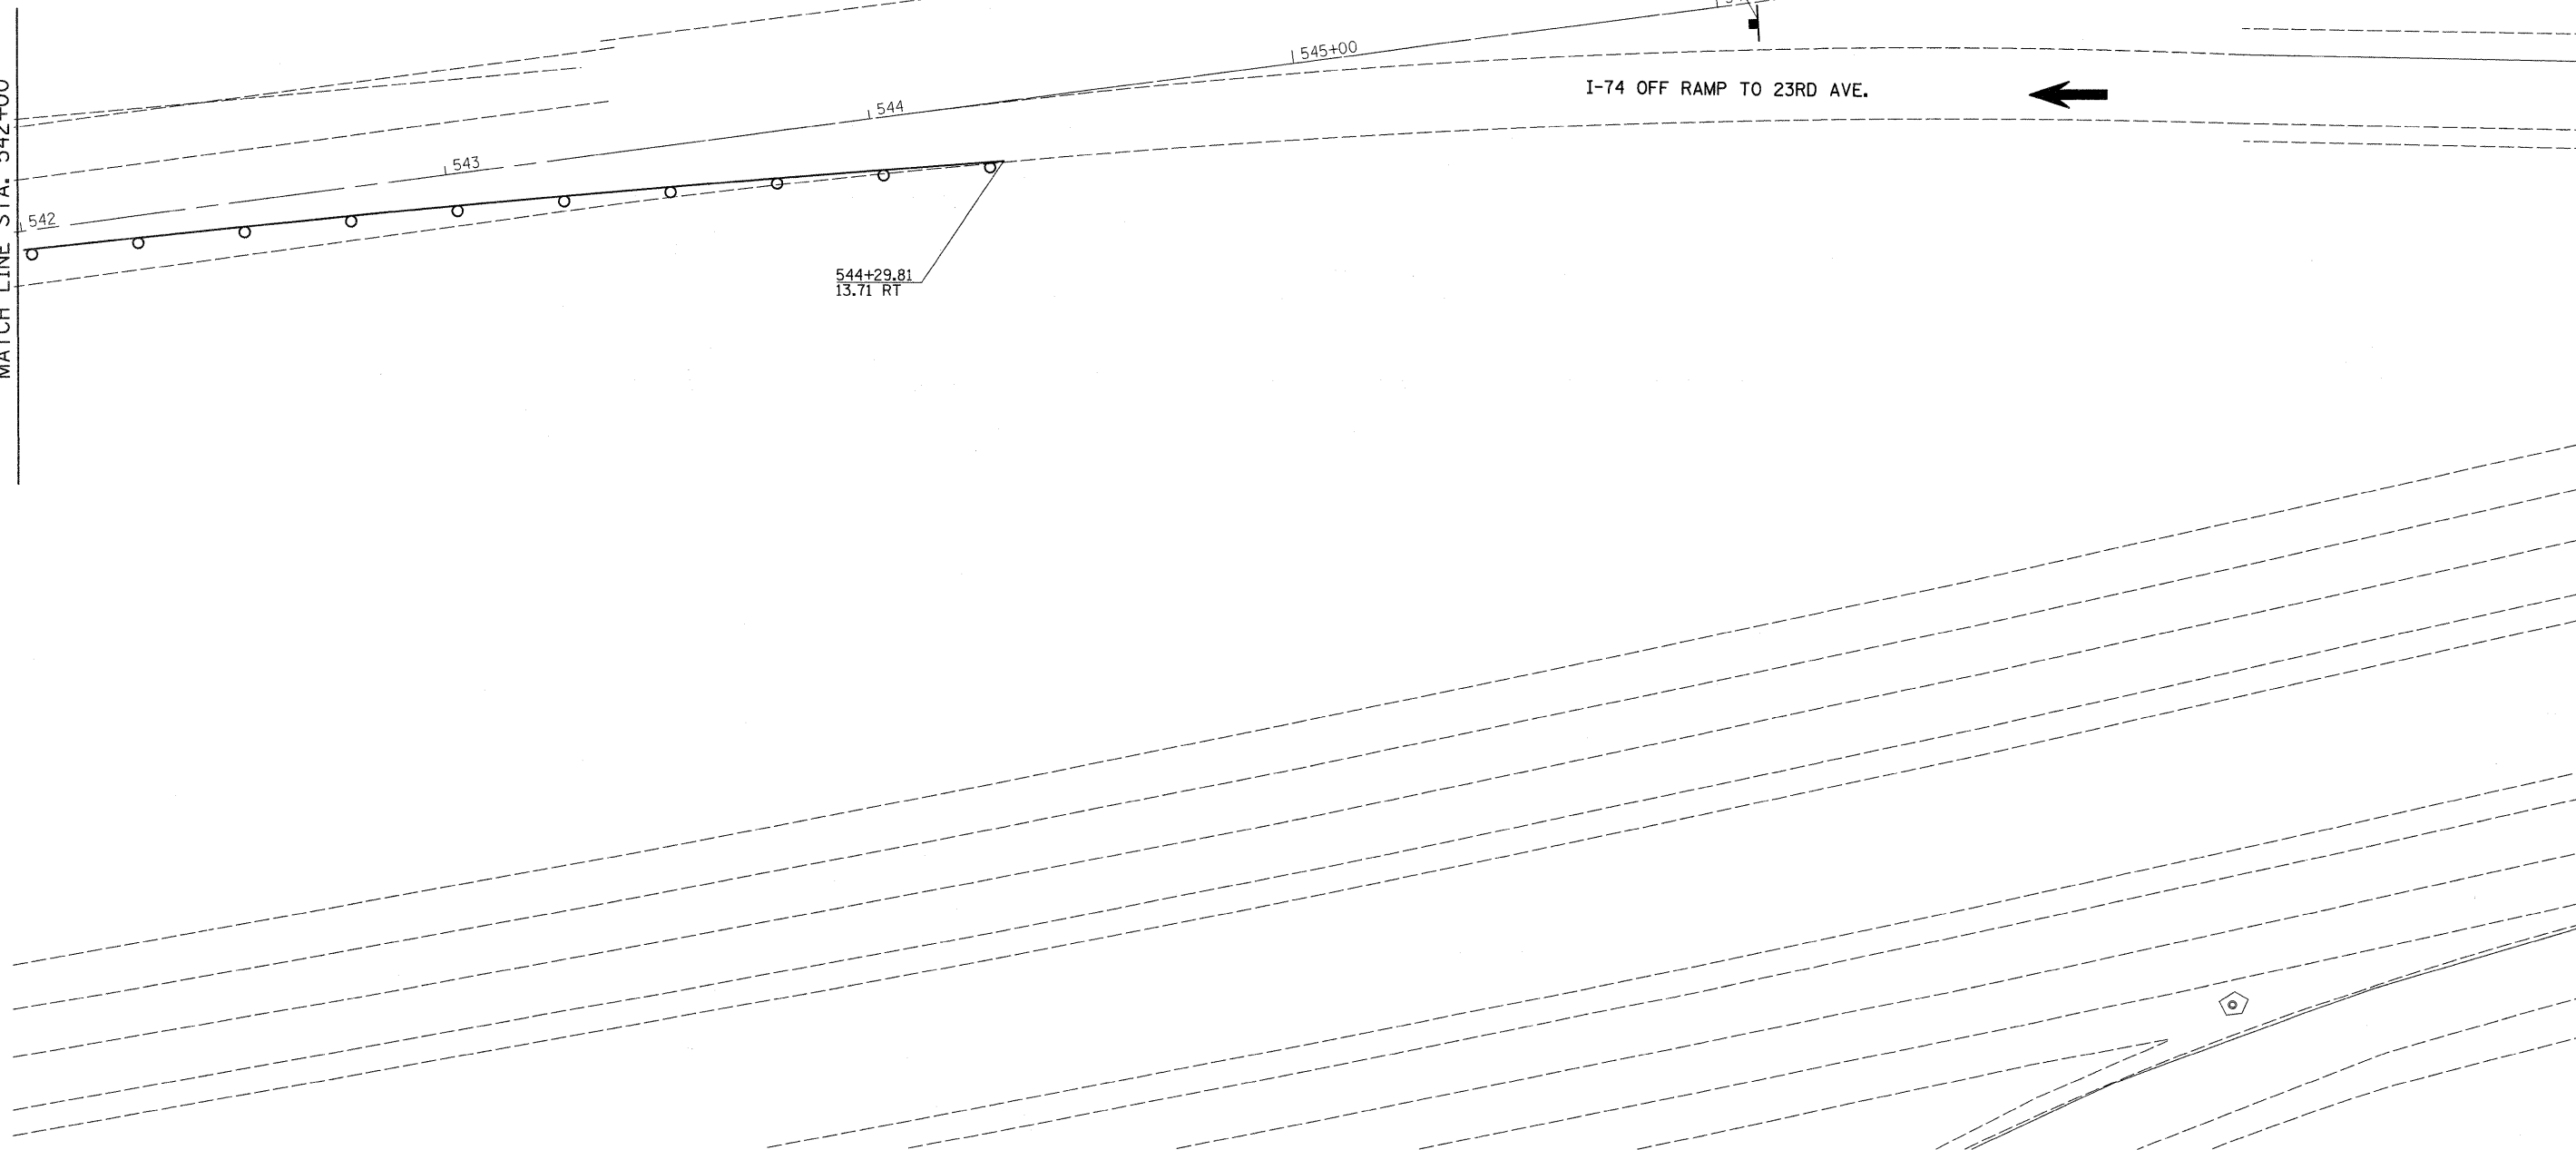 545+00
I-74 OFF RAMP TO 23RD AVE.
544
543
542
MATCH LINE STA. 542+00
544+29.81
13.71 RT